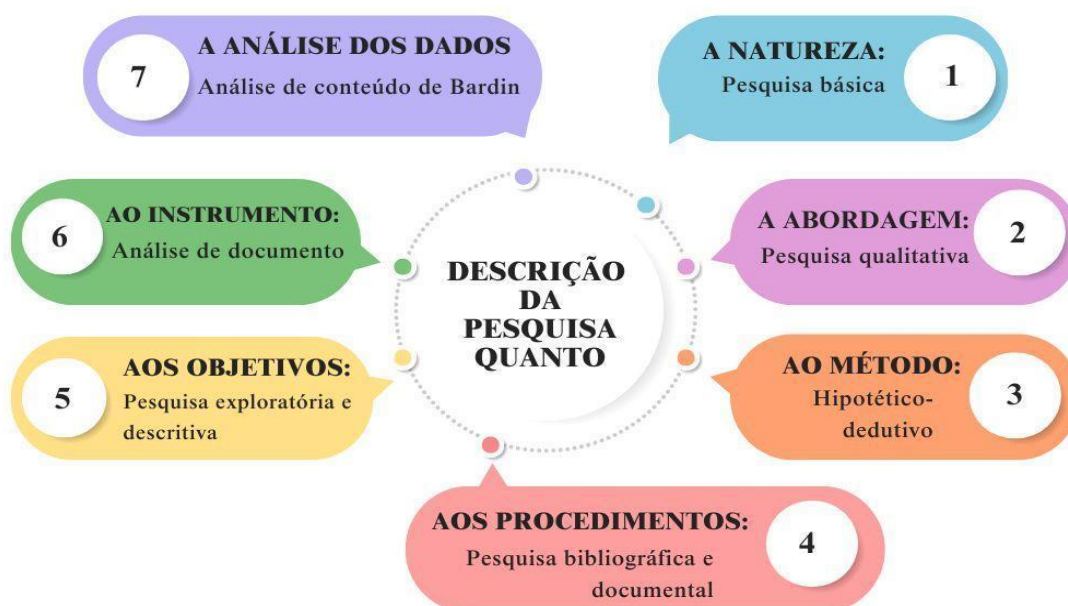 DESCRIÇÃO
DA
PESQUISA
QUANTO
1
A NATUREZA:
Pesquisa básica
2
A ABORDAGEM:
Pesquisa qualitativa
3
AO MÉTODO:
Hipotético-
dedutivo
4
AOS PROCEDIMENTOS:
Pesquisa bibliográfica e
documental
5
AOS OBJETIVOS:
Pesquisa exploratória e
descritiva
6
AO INSTRUMENTO:
Análise de documento
7
A ANÁLISE DOS DADOS
Análise de conteúdo de Bardin